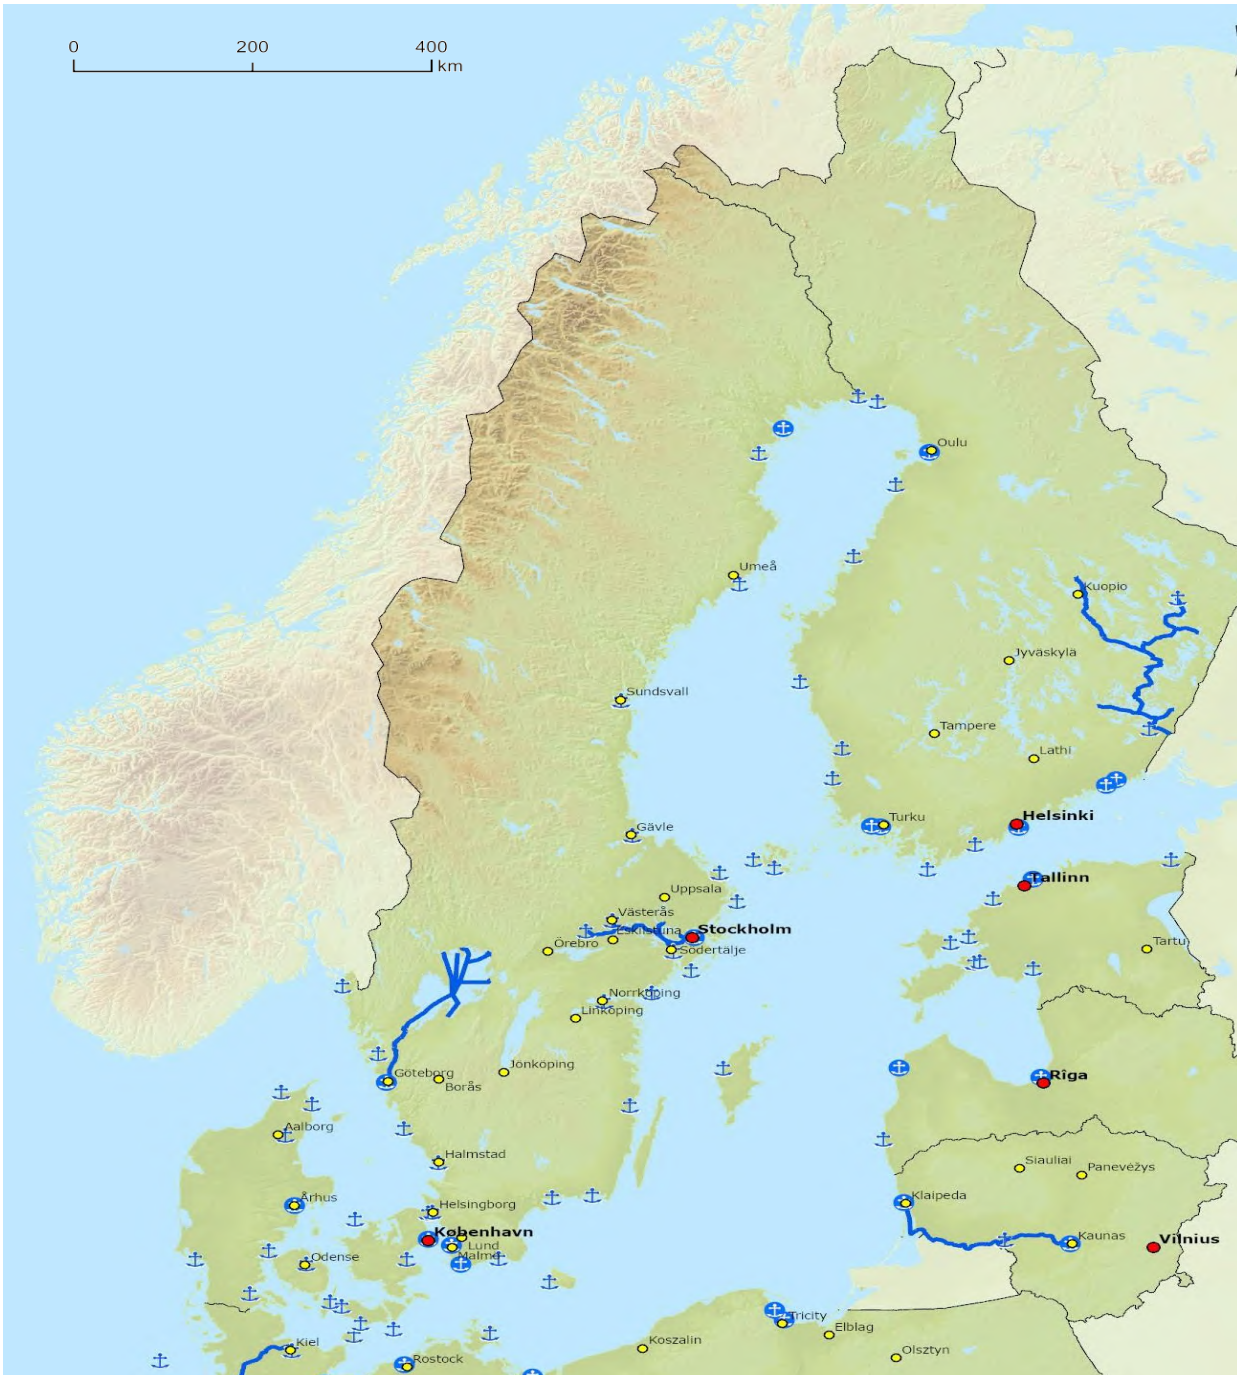 0 200 400
km
Oulu
Umeå
Kuopio
Jyväskylä
Sundsvall
Tampere
Lathi
Helsinki
Turku
Gävle
Tallinn
Uppsala
Västerås
Stockholm
Eskilstuna
Örebro
Södertälje
Tartu
Norrköping
Linköping
Göteborg
Jönköping
Borås
Rîga
Aalborg
Halmstad
Siauliai
Panevėžys
Århus
Helsingborg
Klaipeda
København
Lund
Malmö
Kaunas
Vilnius
Odense
Tricity
Elblag
Kiel
Koszalin
Olsztyn
Rostock